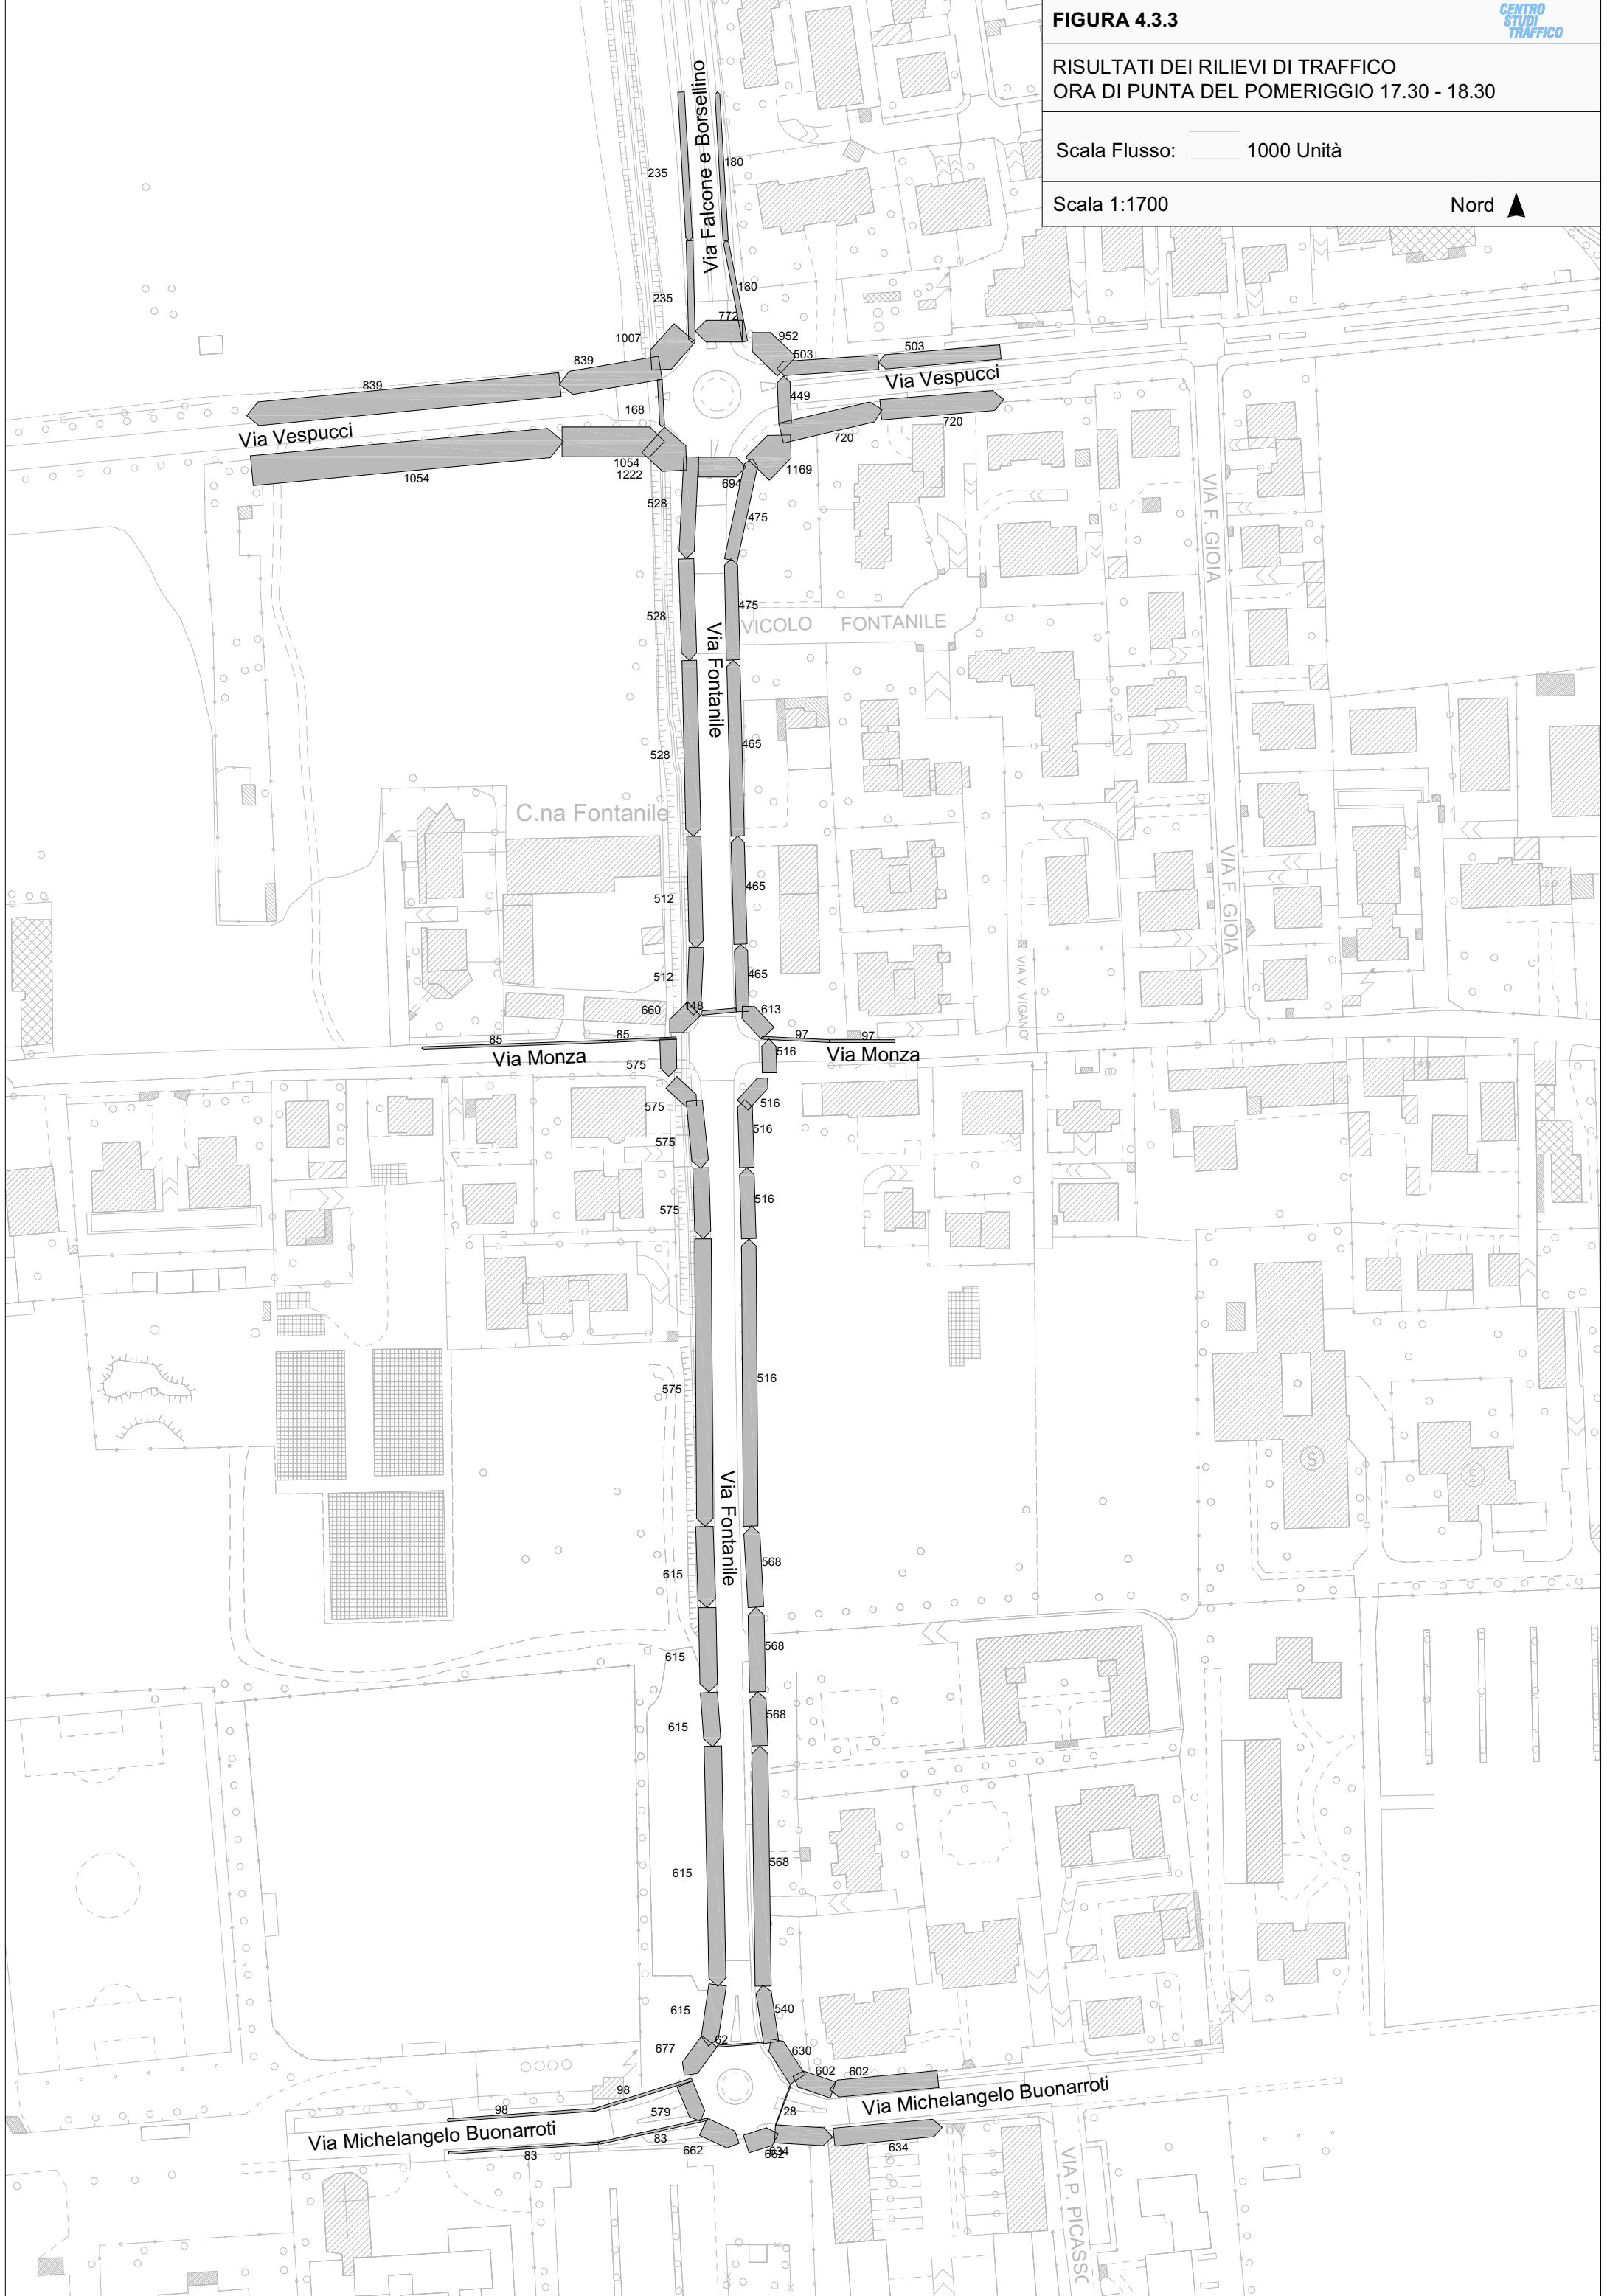 FIGURA 4.3.3
CENTRO
STUDI
TRAFFICO
RISULTATI DEI RILIEVI DI TRAFFICO
ORA DI PUNTA DEL POMERIGGIO 17.30 - 18.30
Scala Flusso: 1000 Unità
Scala 1:1700 Nord
Via Falcone e Borsellino
235
180
235
180
772
1007
952
503
503
839
839
Via Vespucci
168
449
Via Vespucci
720
720
1054
1054
1222
694
1169
528
475
VIA F. GIOIA
528
475
VICOLO FONTANILE
Via Fontanile
528
465
C.na Fontanile
512
465
VIA F. GIOIA
512
465
VIA V. VIGANO'
660
148
613
85
85
97
97
Via Monza
Via Monza
575
516
575
516
575
516
575
516
575
516
Via Fontanile
615
568
615
568
615
568
615
568
615
540
677
62
630
602
602
98
98
579
28
Via Michelangelo Buonarroti
Via Michelangelo Buonarroti
83
83
662
662
634
634
VIA P. PICASSO
S
S